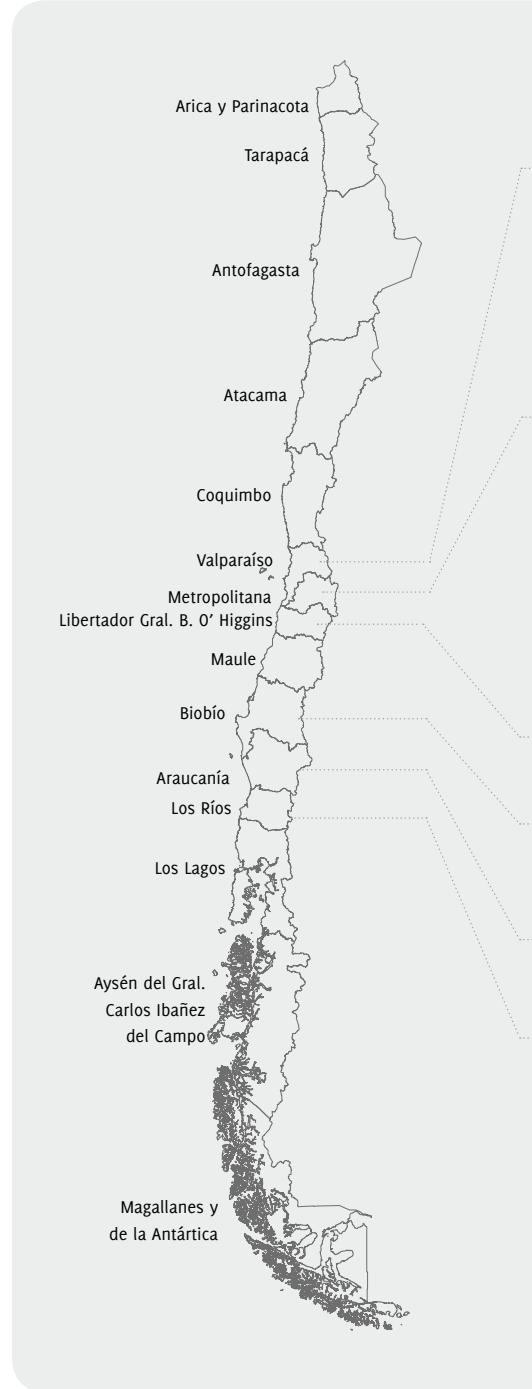 Arica y Parinacota
Tarapacá
Antofagasta
Atacama
Coquimbo
Valparaíso
Metropolitana
Libertador Gral. B. O’ Higgins
Maule
Biobío
Araucanía
Los Ríos
Los Lagos
Aysén del Gral.
Carlos Ibañez
del Campo
Magallanes y
de la Antártica